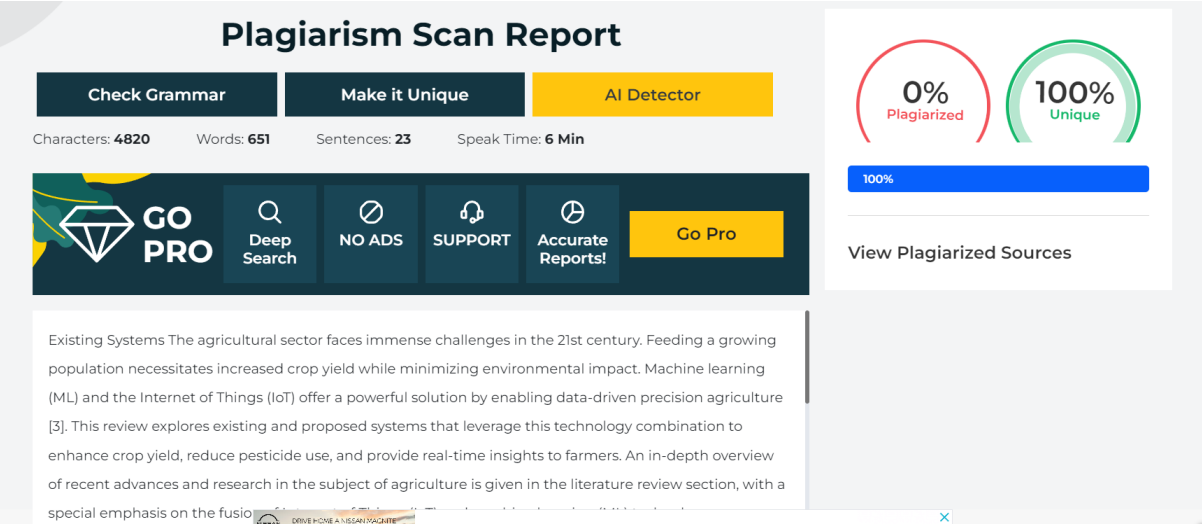 Plagiarism Scan Report
Check Grammar
Make it Unique
AI Detector
Characters: 4820 Words: 651 Sentences: 23 Speak Time: 6 Min
GO PRO
Deep Search
NO ADS
SUPPORT
Accurate Reports!
Go Pro
Existing Systems The agricultural sector faces immense challenges in the 21st century. Feeding a growing
population necessitates increased crop yield while minimizing environmental impact. Machine learning
(ML) and the Internet of Things (IoT) offer a powerful solution by enabling data-driven precision agriculture
[3]. This review explores existing and proposed systems that leverage this technology combination to
enhance crop yield, reduce pesticide use, and provide real-time insights to farmers. An in-depth overview
of recent advances and research in the subject of agriculture is given in the literature review section, with a
special emphasis on the
DRIVE HOME A NISSAN MAGNITE
0%
Plagiarized
100%
Unique
100%
View Plagiarized Sources